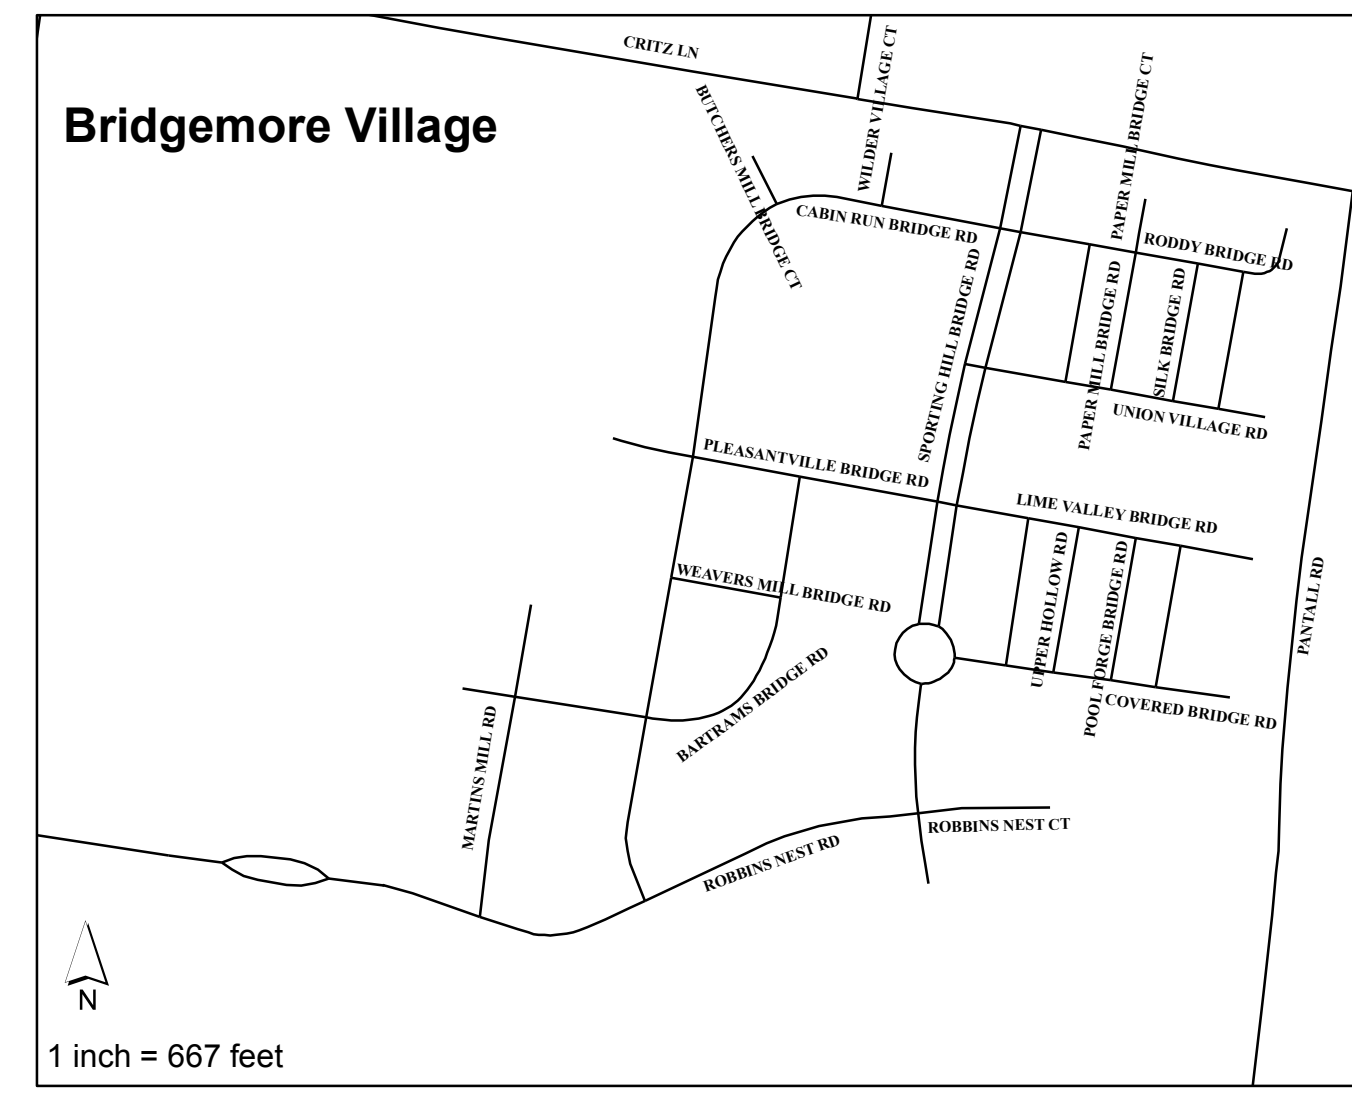 CRITZ LN
WILDER VILLAGE CT
PAPER MILL BRIDGE CT
BUTCHERS MILL BRIDGE CT
Bridgemore Village
CABIN RUN BRIDGE RD
RODDY BRIDGE RD
SPORTING HILL BRIDGE RD
PAPER MILL BRIDGE RD
SILK BRIDGE RD
UNION VILLAGE RD
PLEASANTVILLE BRIDGE RD
LIME VALLEY BRIDGE RD
WEAVERS MILL BRIDGE RD
UPPER HOLLOW RD
POOL FORGE BRIDGE RD
PANTALL RD
BARTRAMS BRIDGE RD
COVERED BRIDGE RD
MARTINS MILL RD
ROBBINS NEST RD
ROBBINS NEST CT
N
1 inch = 667 feet